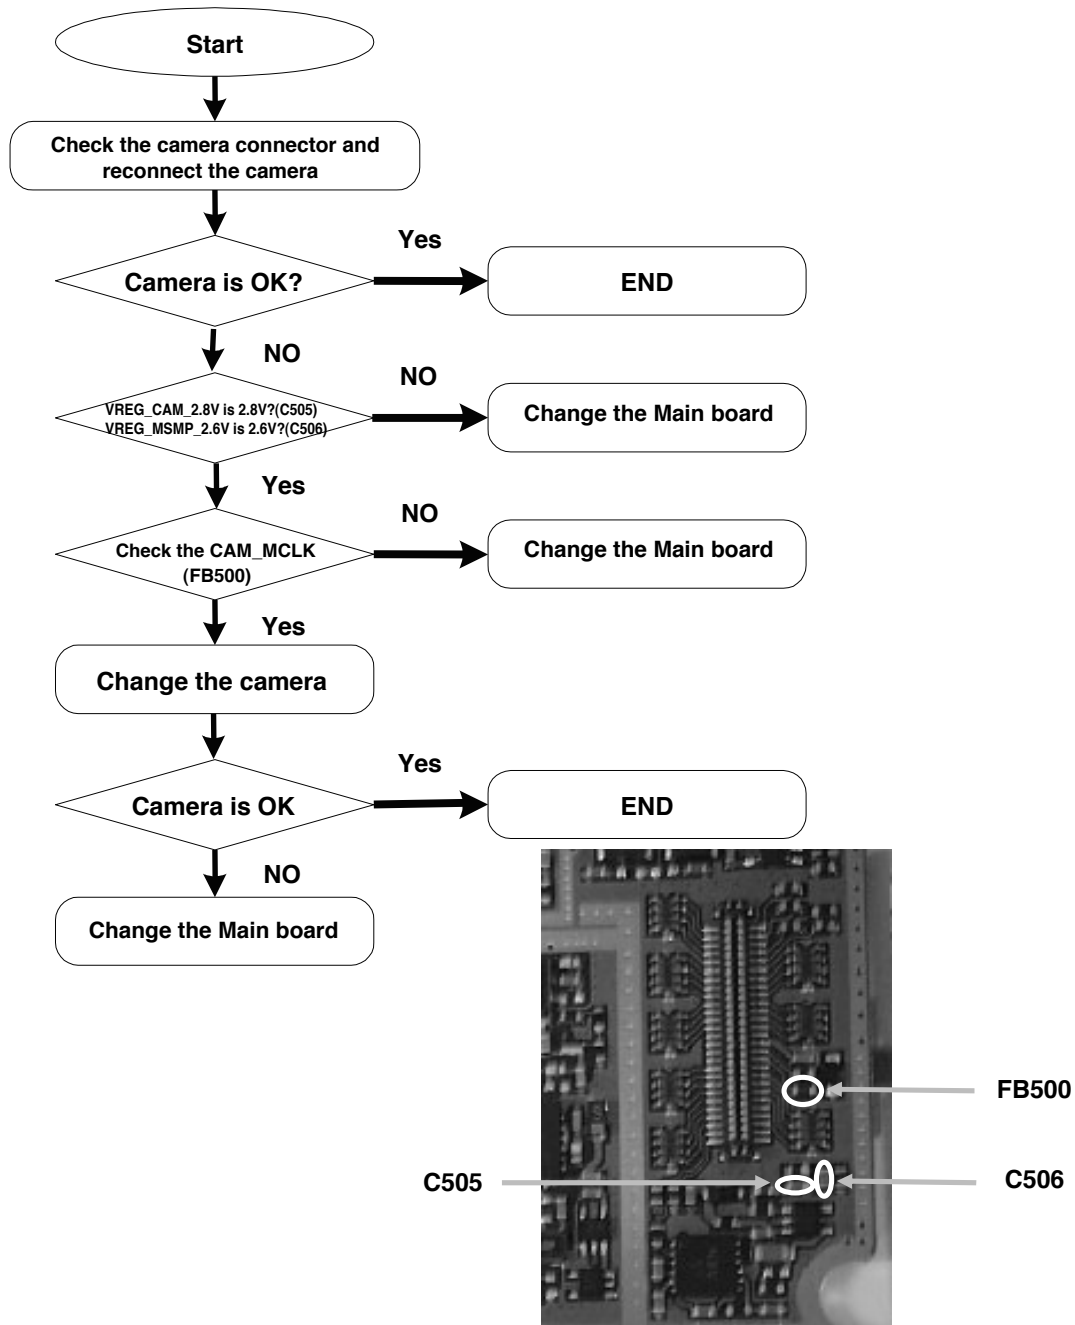 Start
Check the camera connector and
reconnect the camera
Yes
Camera is OK?
END
NO
NO
VREG_CAM_2.8V is 2.8V?(C505)
VREG_MSMP_2.6V is 2.6V?(C506)
Change the Main board
Yes
NO
Check the CAM_MCLK
(FB500)
Change the Main board
Yes
Change the camera
Yes
Camera is OK
END
NO
Change the Main board
FB500
C505
C506